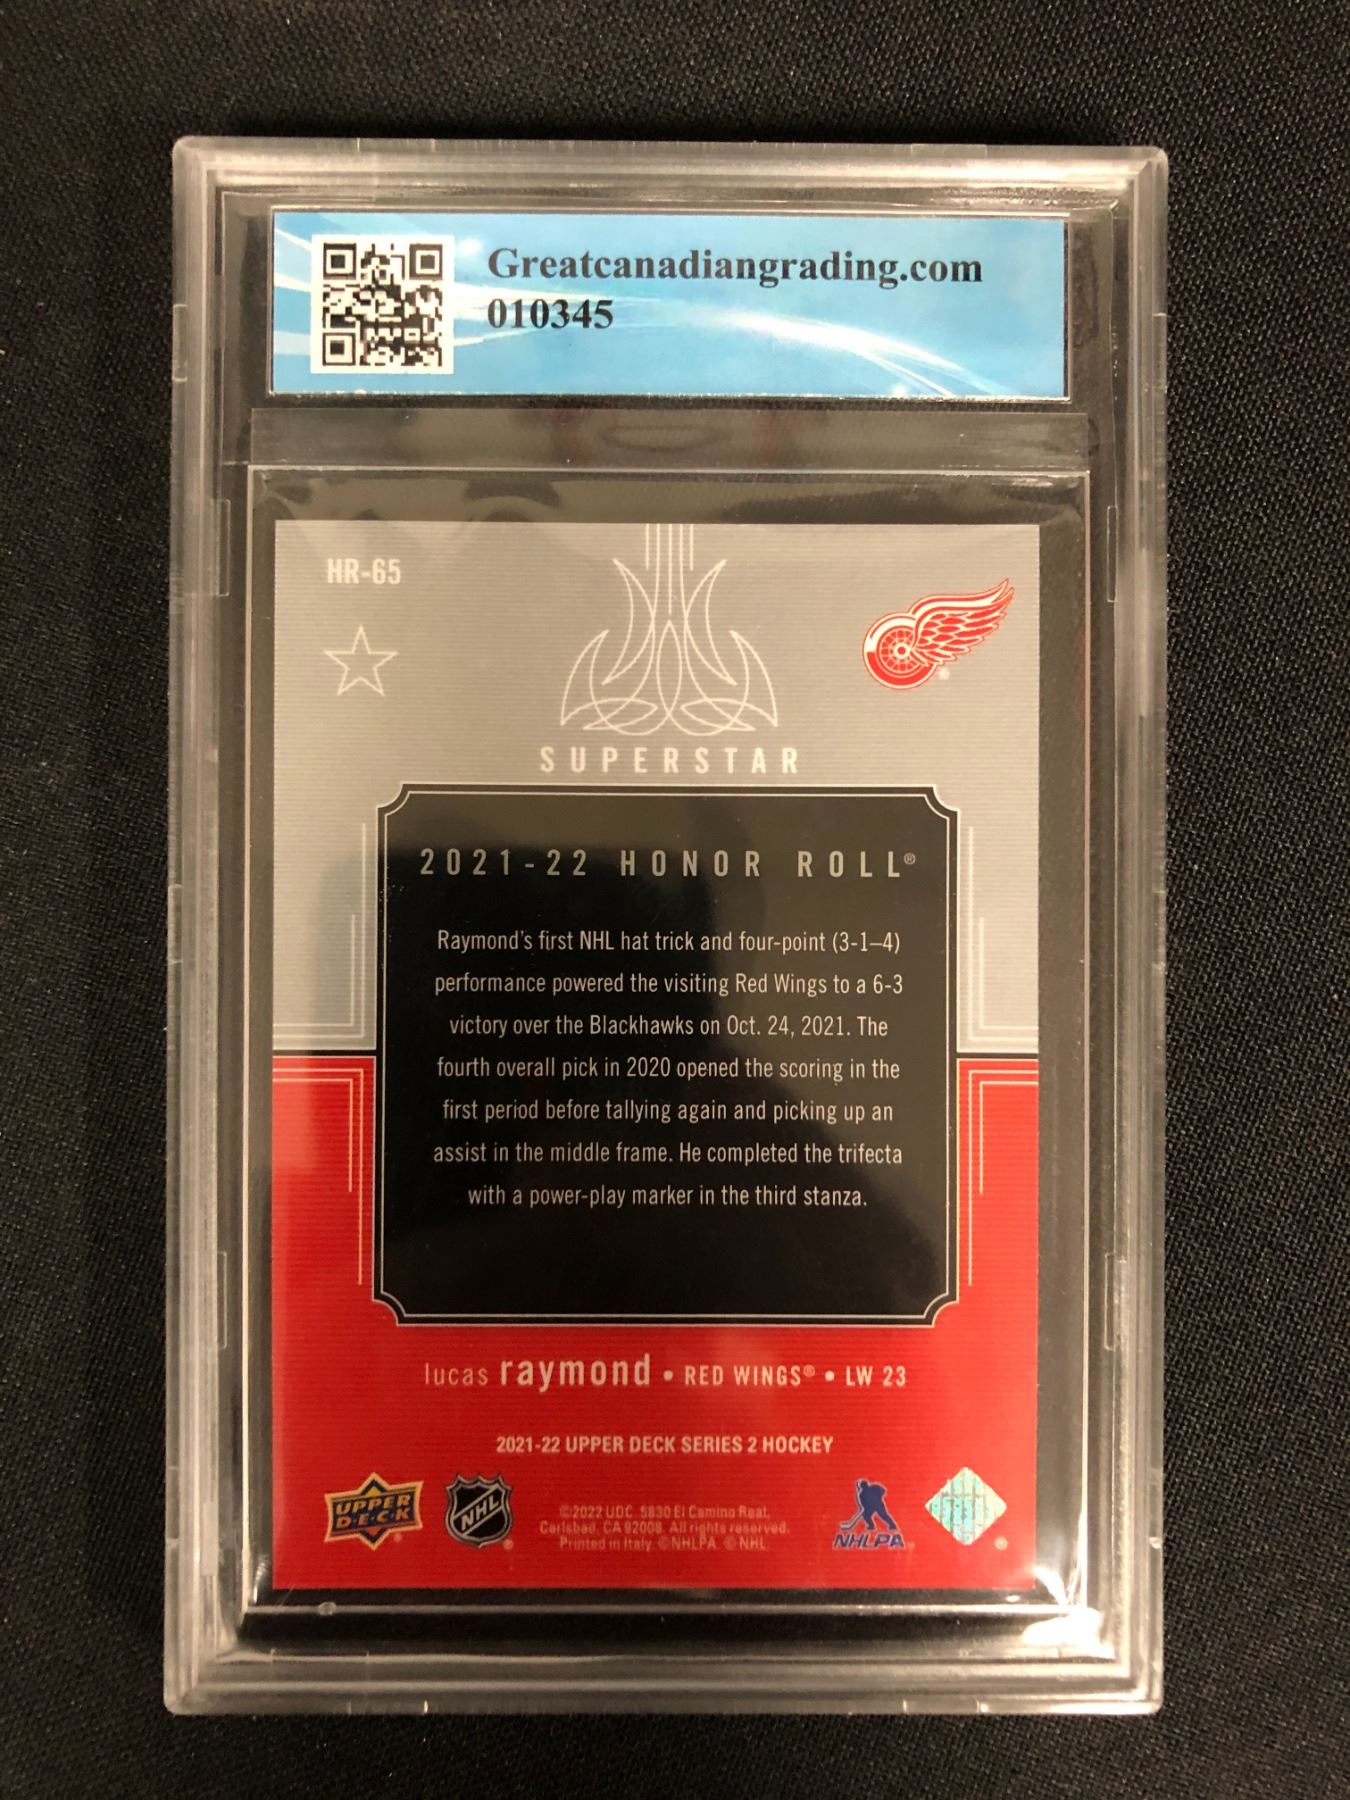 Greatcanadiangrading.com
010345
HR-65
SUPERSTAR
2021-22 HONOR ROLL®
Raymond's first NHL hat trick and four-point (3-1–4)
performance powered the visiting Red Wings to a 6-3
victory over the Blackhawks on Oct. 24, 2021. The
fourth overall pick in 2020 opened the scoring in the
first period before tallying again and picking up an
assist in the middle frame. He completed the trifecta
with a power-play marker in the third stanza.
lucas raymond • RED WINGS® • LW 23
2021-22 UPPER DECK SERIES 2 HOCKEY
UPPER
D·E·C·K
NHL
©2022 UDC. 5830 El Camino Real,
Carlsbad, CA 92008. All rights reserved.
Printed in Italy. ©NHLPA. © NHL.
NHLPA